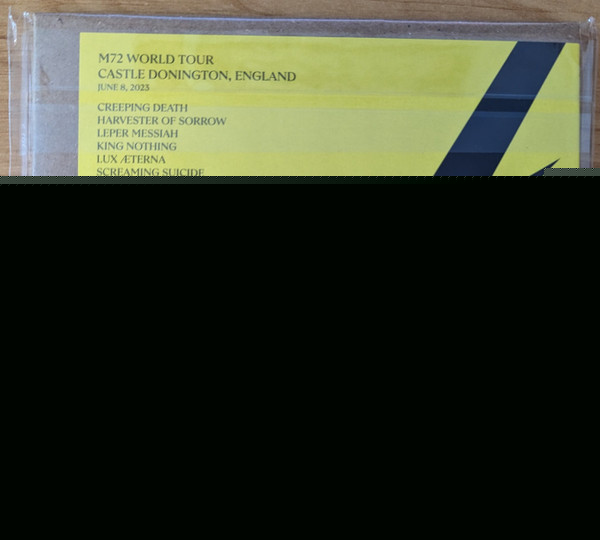 M72 WORLD TOUR
CASTLE DONINGTON, ENGLAND
JUNE 8, 2023
CREEPING DEATH
HARVESTER OF SORROW
LEPER MESSIAH
KING NOTHING
LUX ÆTERNA
SCREAMING SUICIDE